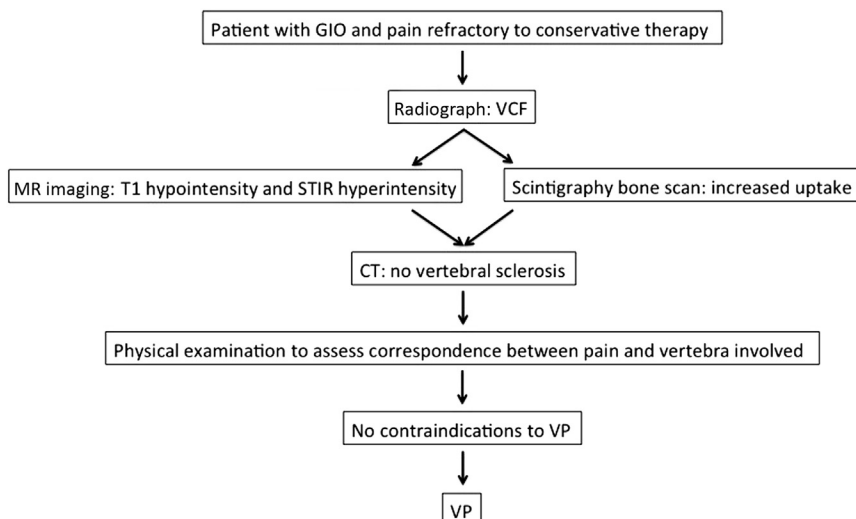 Patient with GIO and pain refractory to conservative therapy
Radiograph: VCF
MR imaging: T1 hypointensity and STIR hyperintensity
Scintigraphy bone scan: increased uptake
CT: no vertebral sclerosis
Physical examination to assess correspondence between pain and vertebra involved
No contraindications to VP
VP